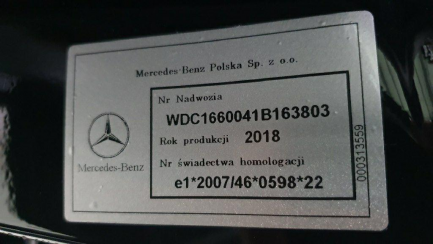 Mercedes-Benz Polska Sp. z o.o.
Nr Nadwozia
WDC1660041B163803
Rok produkcji 2018
Nr świadectwa homologacji
e1*2007/46*0598*22
Mercedes-Benz
000313559